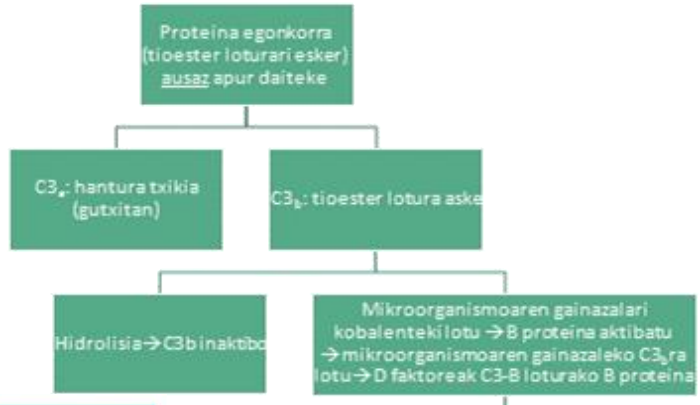 Proteina egonkorra
(tioester loturari esker)
ausaz apur daiteke
C3a: hantura txikia
(gutxitan)
C3b: tioester lotura aske
Hidrolisia→C3b inaktibo
Mikroorganismoaren gainazalari
kobalenteki lotu →B proteina aktibatu
→mikroorganismoaren gainazaleko C3bra
lotu→D faktoreak C3-B loturako B proteina